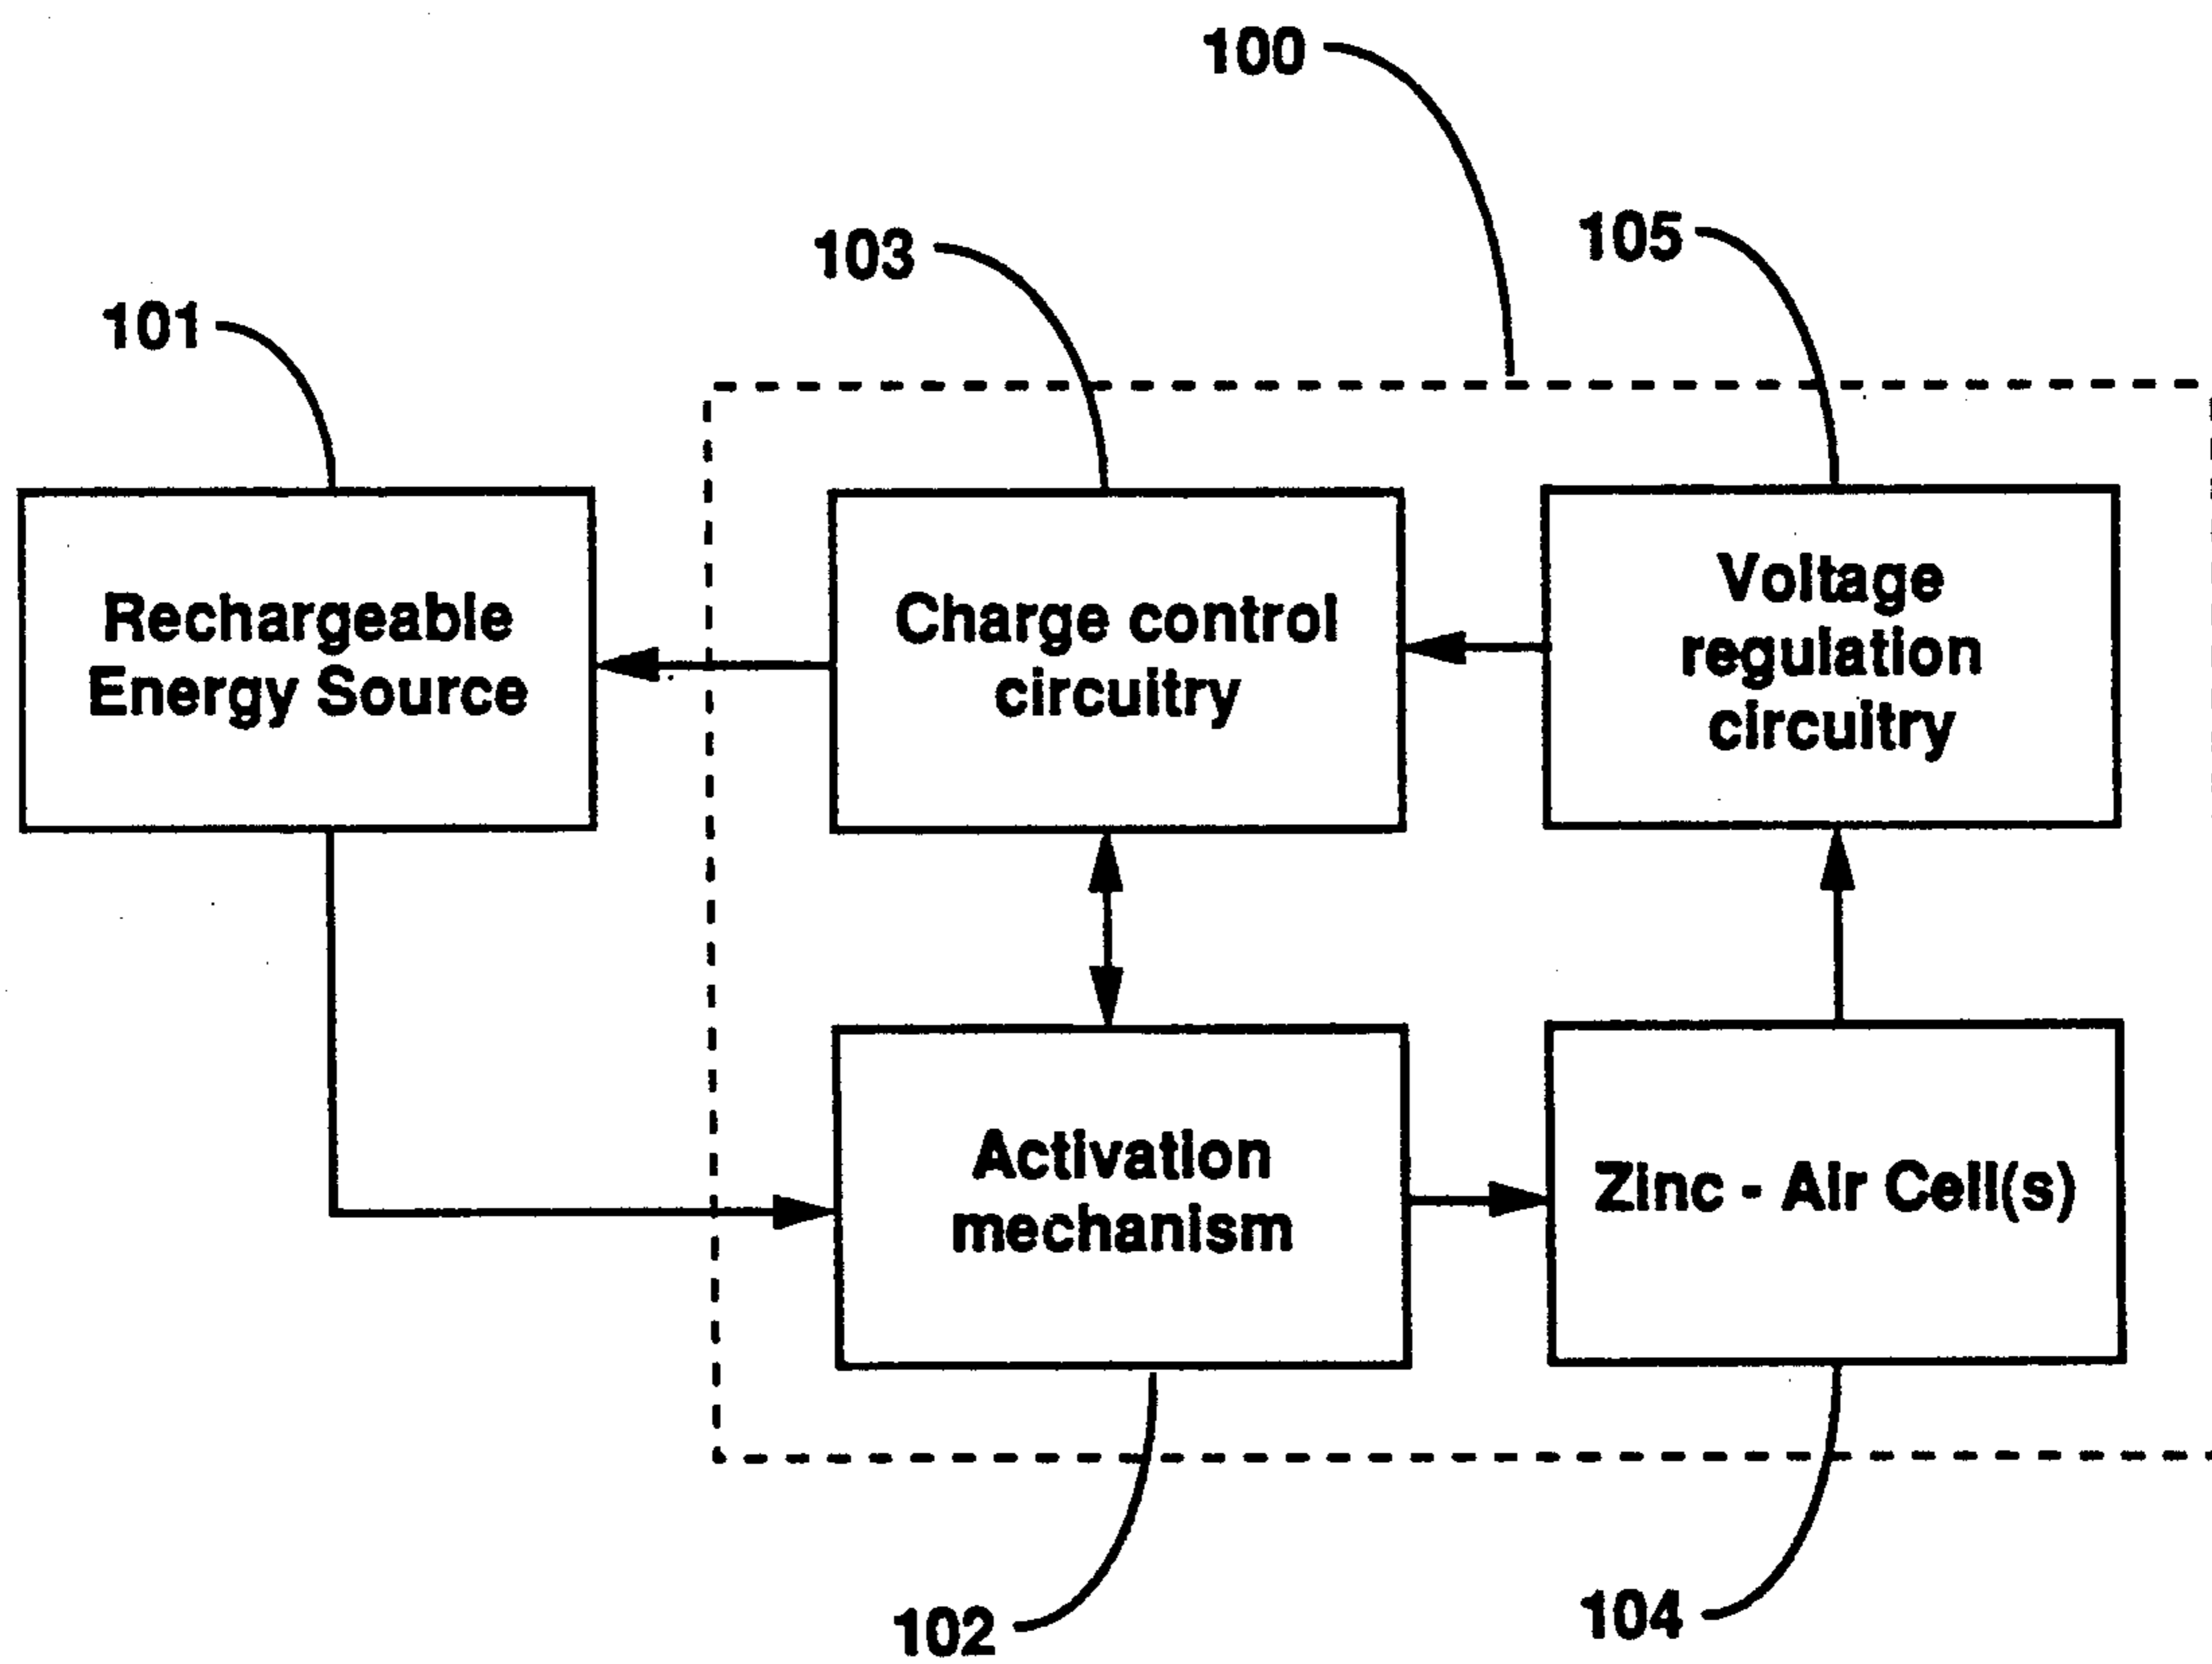 100
103
105
101
Rechargeable
Energy Source
Charge control
circuitry
Voltage
regulation
circuitry
Activation
mechanism
Zinc - Air Cell(s)
102
104